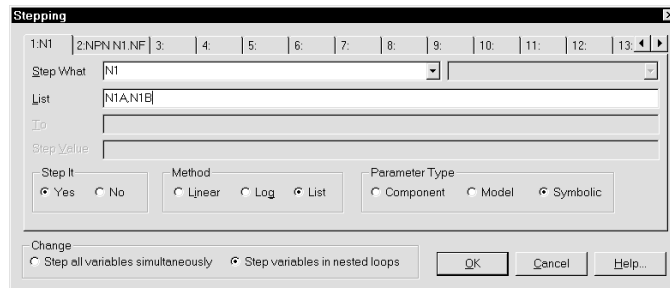 Stepping
1:N1 2:NPN N1.NF 3: 4: 5: 6: 7: 8: 9: 10: 11: 12: 13:
Step What N1
List N1A,N1B
To
Step Value
Step It Method Parameter Type
Yes No Linear Log List Component Model Symbolic
Change
Step all variables simultaneously Step variables in nested loops OK Cancel Help...